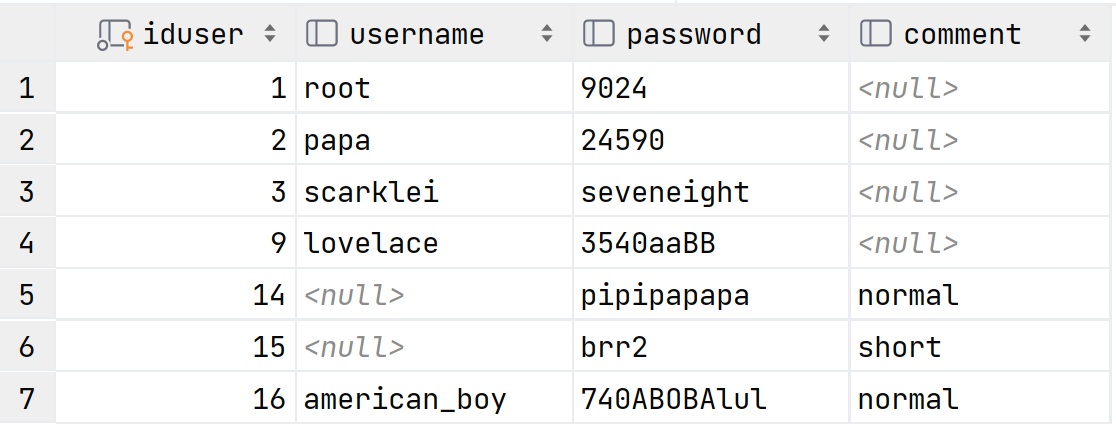 iduser username password comment
1 1 root 9024 <null>
2 2 papa 24590 <null>
3 3 scarklei seveneight <null>
4 9 lovelace 3540aaBB <null>
5 14 <null> pipipapapa normal
6 15 <null> brr2 short
7 16 american_boy 740ABOBAlul normal